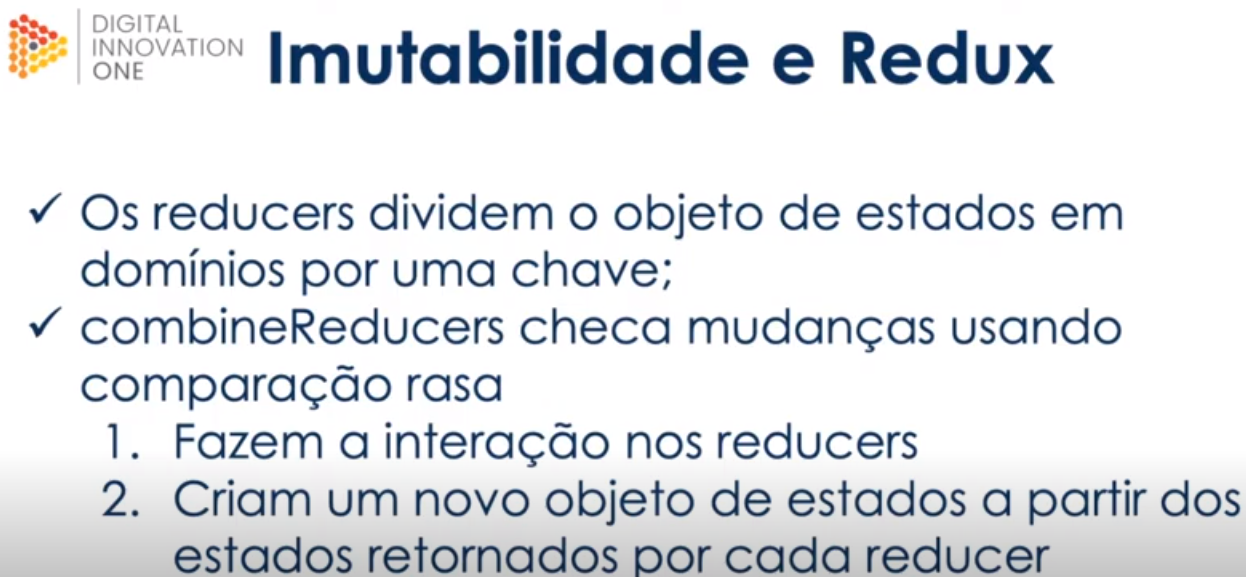 DIGITAL
INNOVATION
ONE
Imutabilidade e Redux
✓ Os reducers dividem o objeto de estados em
domínios por uma chave;
✓ combineReducers checa mudanças usando
comparação rasa
1. Fazem a interação nos reducers
2. Criam um novo objeto de estados a partir dos
estados retornados por cada reducer